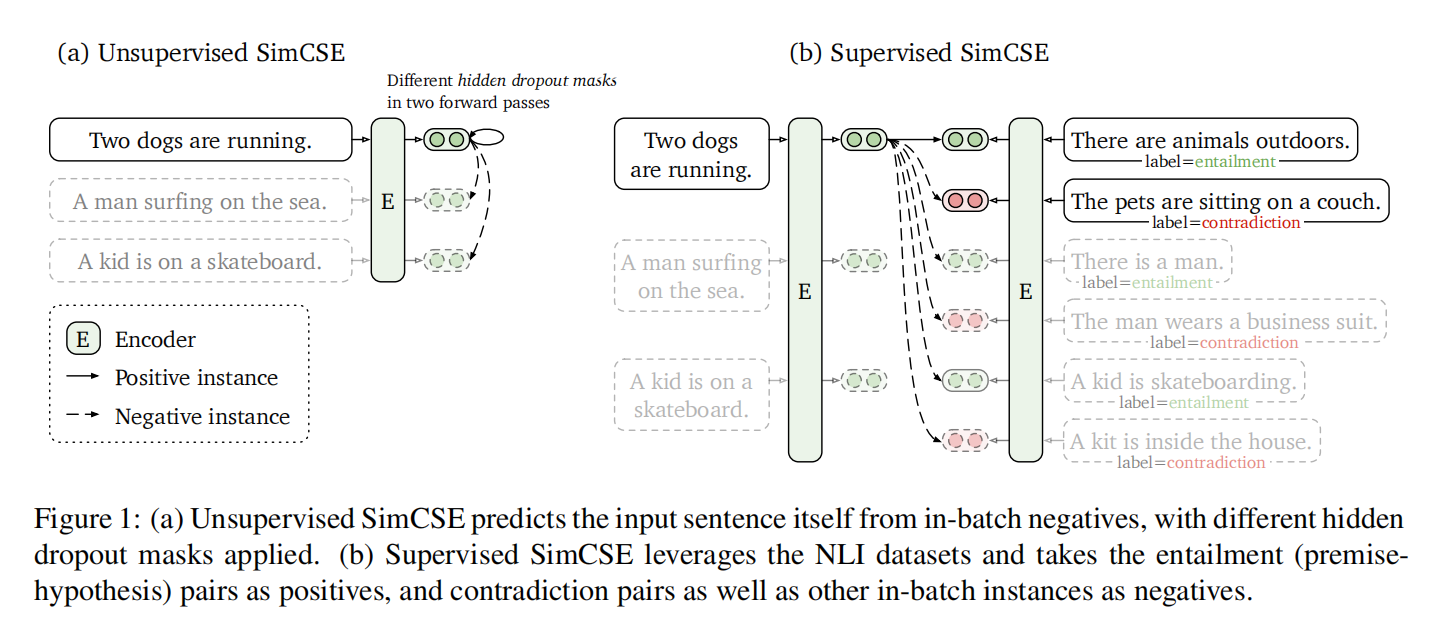 (a) Unsupervised SimCSE
Different hidden dropout masks
in two forward passes
Two dogs are running.
A man surfing on the sea.
A kid is on a skateboard.
E
E Encoder
Positive instance
Negative instance
(b) Supervised SimCSE
Two dogs
are running.
A man surfing
on the sea.
A kid is on a
skateboard.
E
E
There are animals outdoors.
label=entailment
The pets are sitting on a couch.
label=contradiction
There is a man.
label=entailment
The man wears a business suit.
label=contradiction
A kid is skateboarding.
label=entailment
A kit is inside the house.
label=contradiction
Figure 1: (a) Unsupervised SimCSE predicts the input sentence itself from in-batch negatives, with different hidden
dropout masks applied. (b) Supervised SimCSE leverages the NLI datasets and takes the entailment (premise-
hypothesis) pairs as positives, and contradiction pairs as well as other in-batch instances as negatives.